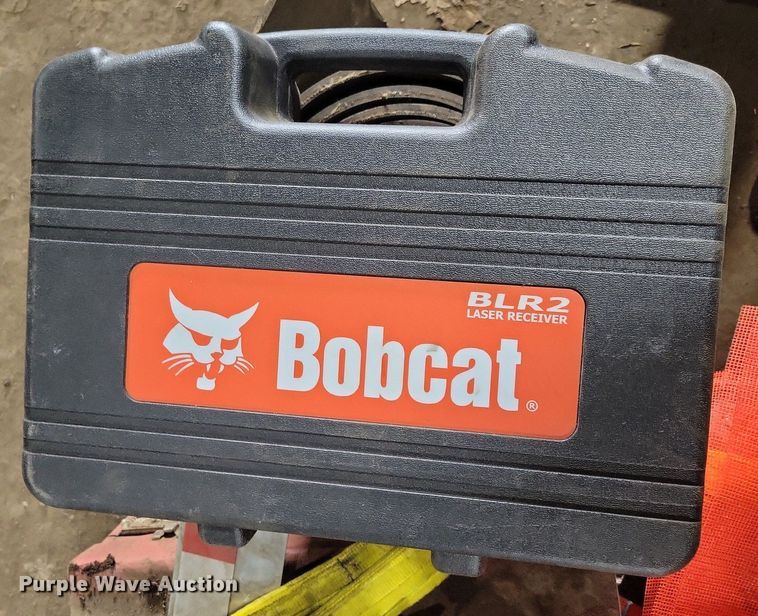 BLR2
LASER RECEIVER
Bobcat®
Purple Wave Auction